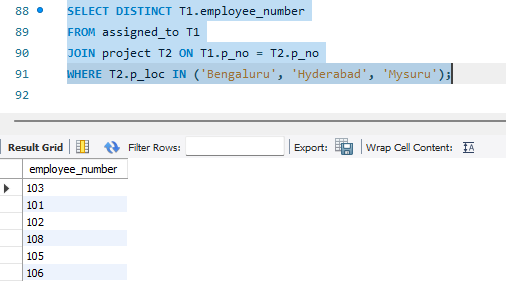 88 SELECT DISTINCT T1.employee_number
89 FROM assigned_to T1
90 JOIN project T2 ON T1.p_no = T2.p_no
91 WHERE T2.p_loc IN ('Bengaluru', 'Hyderabad', 'Mysuru');
92
Result Grid Filter Rows: Export: Wrap Cell Content:
employee_number
103
101
102
108
105
106